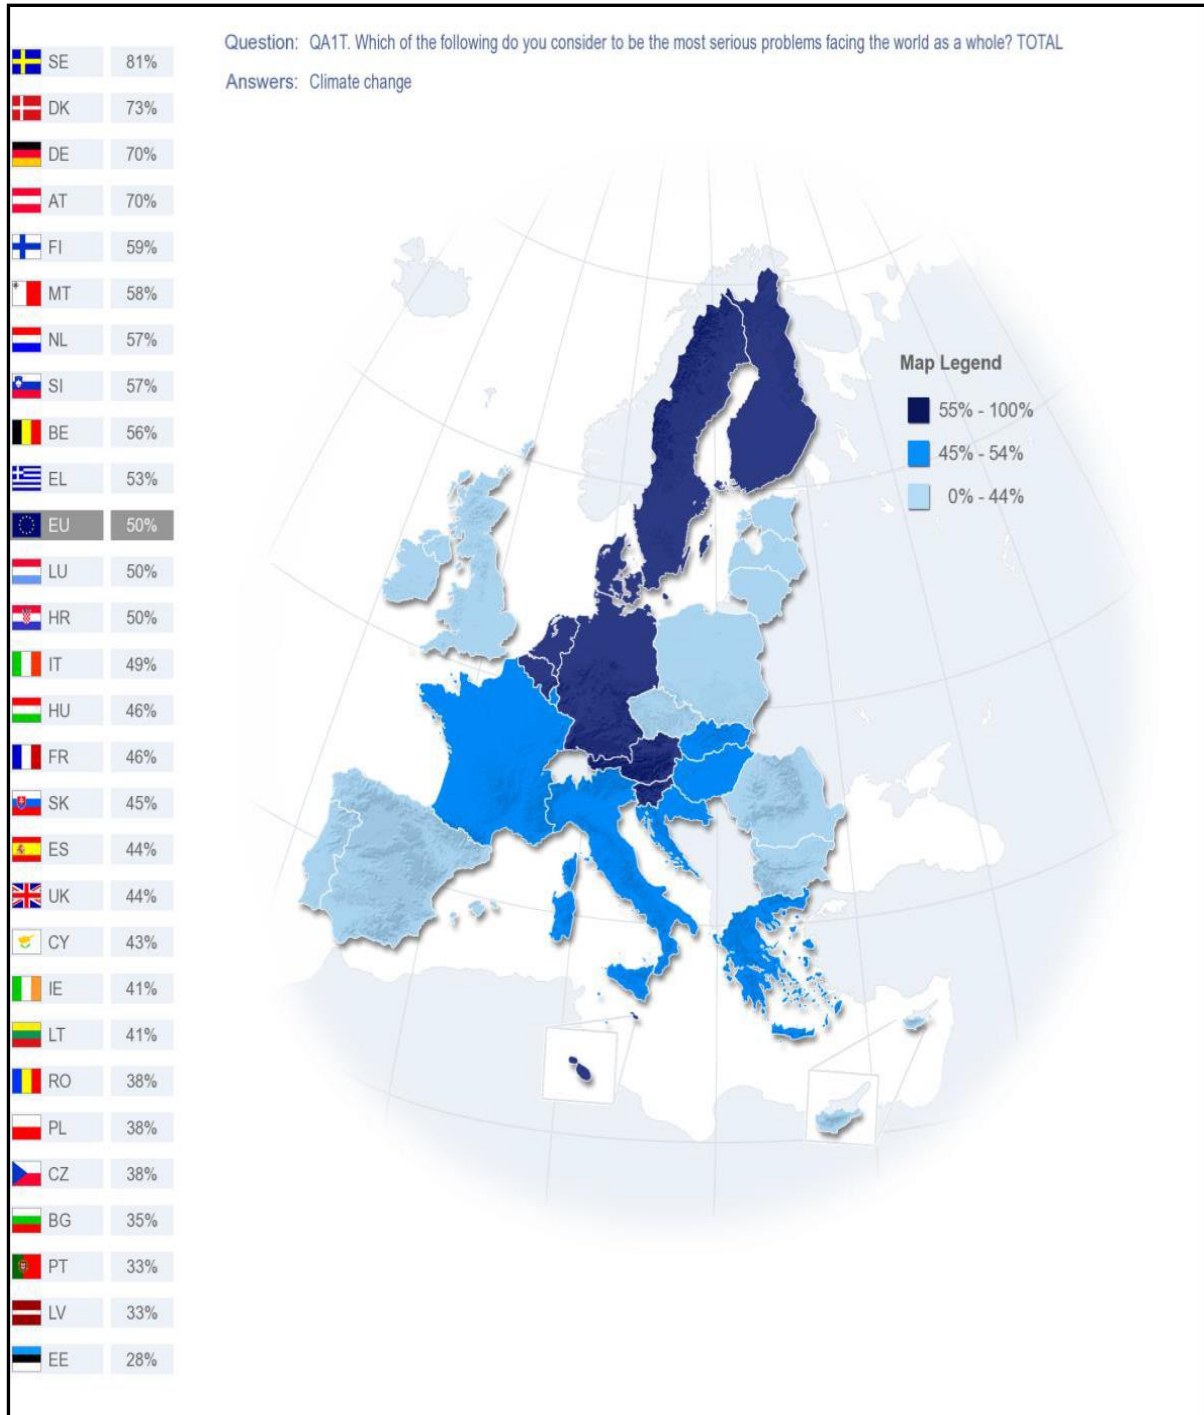 Question: QA1T. Which of the following do you consider to be the most serious problems facing the world as a whole? TOTAL
Answers: Climate change
SE 81%
DK 73%
DE 70%
AT 70%
FI 59%
MT 58%
NL 57%
SI 57%
BE 56%
EL 53%
EU 50%
LU 50%
HR 50%
IT 49%
HU 46%
FR 46%
SK 45%
ES 44%
UK 44%
CY 43%
IE 41%
LT 41%
RO 38%
PL 38%
CZ 38%
BG 35%
PT 33%
LV 33%
EE 28%
Map Legend
55% - 100%
45% - 54%
0% - 44%